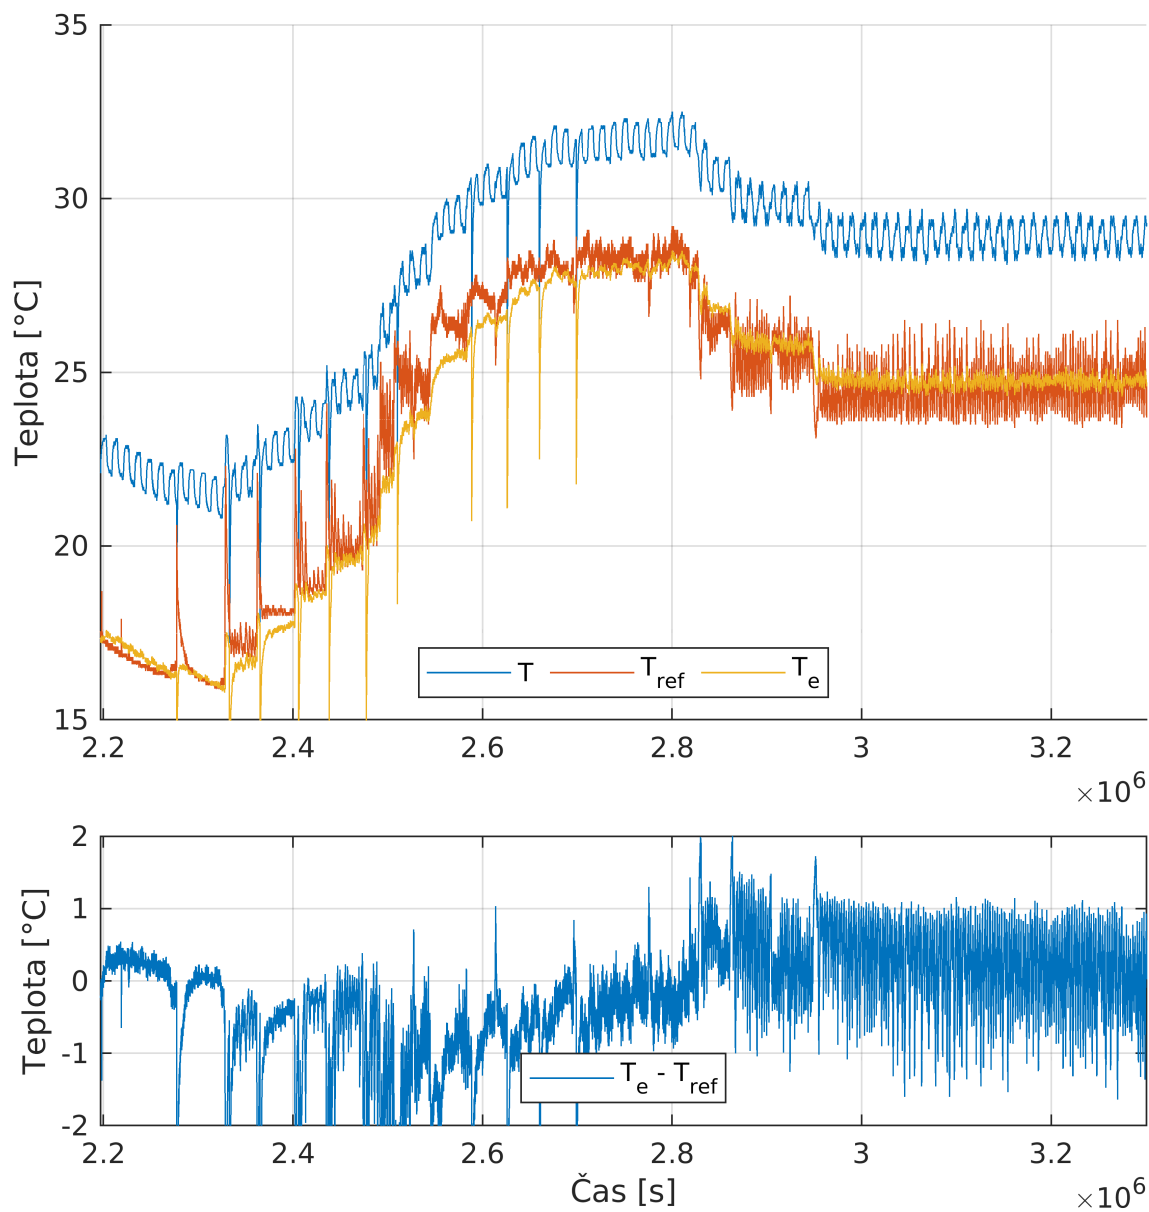 35
30
25
20
15
Teplota [°C]
T T_ref T_e
2.2 2.4 2.6 2.8 3 3.2
×10^6
2
1
0
-1
-2
Teplota [°C]
T_e - T_ref
2.2 2.4 2.6 2.8 3 3.2
Čas [s]
×10^6